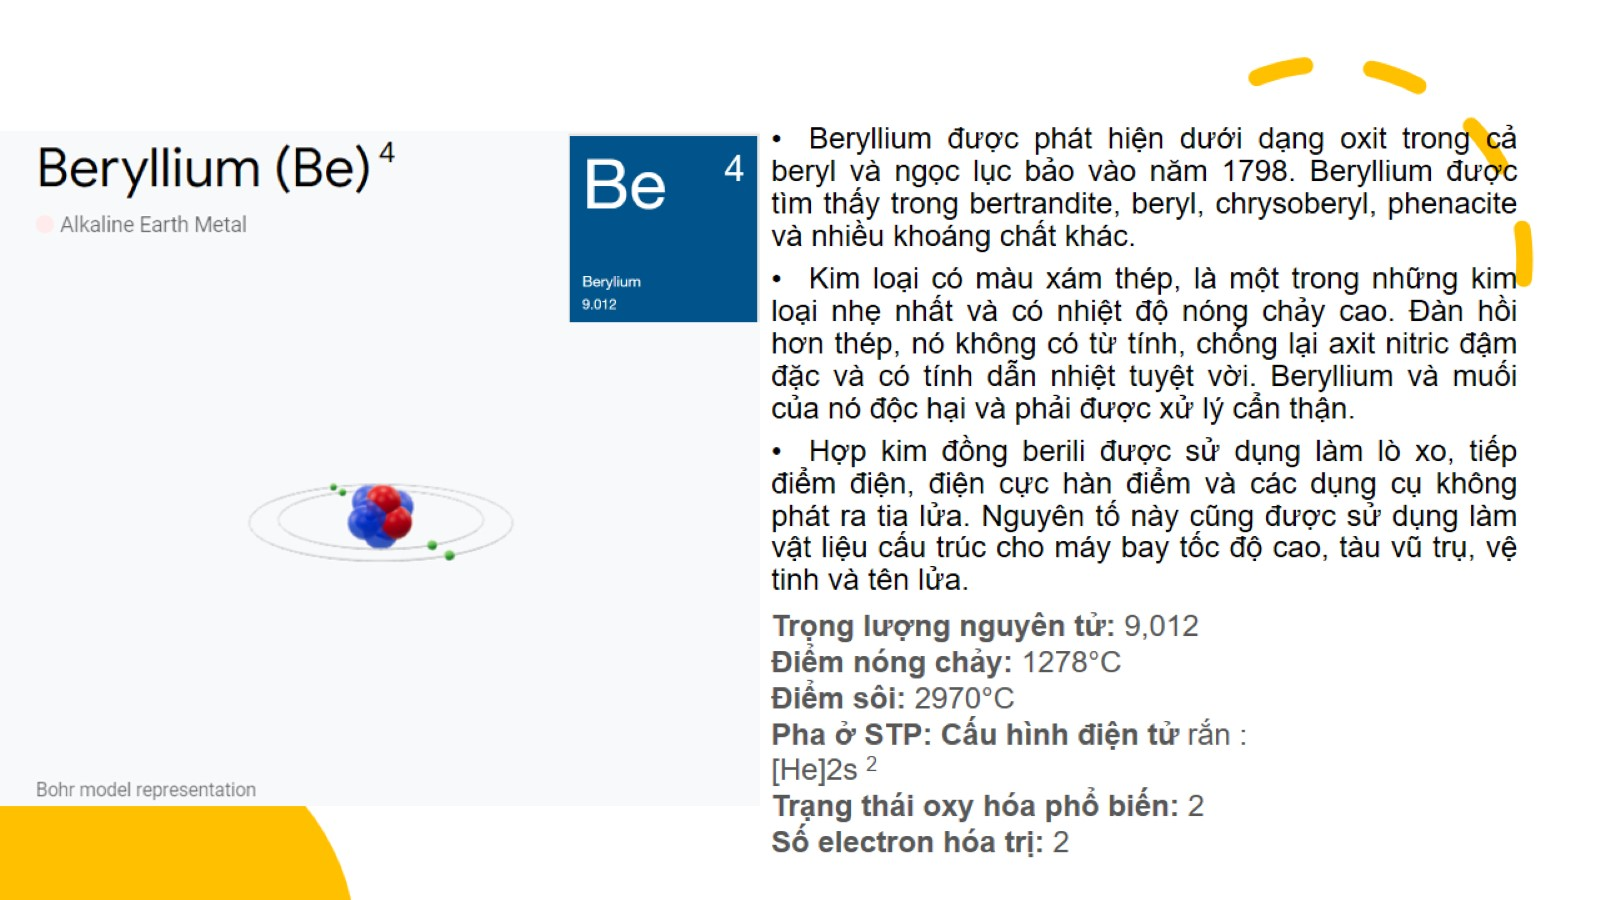 Beryllium (Be) 4
Alkaline Earth Metal
Be 4
Berylium
9.012
Bohr model representation
• Beryllium được phát hiện dưới dạng oxit trong cả
beryl và ngọc lục bảo vào năm 1798. Beryllium được
tìm thấy trong bertrandite, beryl, chrysoberyl, phenacite
và nhiều khoáng chất khác.
• Kim loại có màu xám thép, là một trong những kim
loại nhẹ nhất và có nhiệt độ nóng chảy cao. Đàn hồi
hơn thép, nó không có từ tính, chống lại axit nitric đậm
đặc và có tính dẫn nhiệt tuyệt vời. Beryllium và muối
của nó độc hại và phải được xử lý cẩn thận.
• Hợp kim đồng berili được sử dụng làm lò xo, tiếp
điểm điện, điện cực hàn điểm và các dụng cụ không
phát ra tia lửa. Nguyên tố này cũng được sử dụng làm
vật liệu cấu trúc cho máy bay tốc độ cao, tàu vũ trụ, vệ
tinh và tên lửa.
Trọng lượng nguyên tử: 9,012
Điểm nóng chảy: 1278°C
Điểm sôi: 2970°C
Pha ở STP: Cấu hình điện tử rắn :
[He]2s ²
Trạng thái oxy hóa phổ biến: 2
Số electron hóa trị: 2